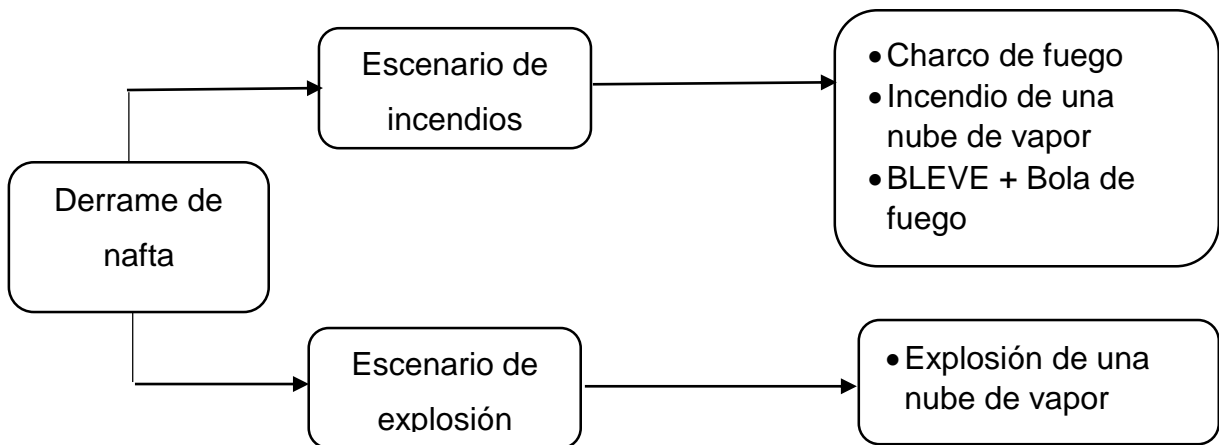 Derrame de
nafta
Escenario de
incendios
•Charco de fuego
•Incendio de una
nube de vapor
•BLEVE + Bola de
fuego
Escenario de
explosión
•Explosión de una
nube de vapor